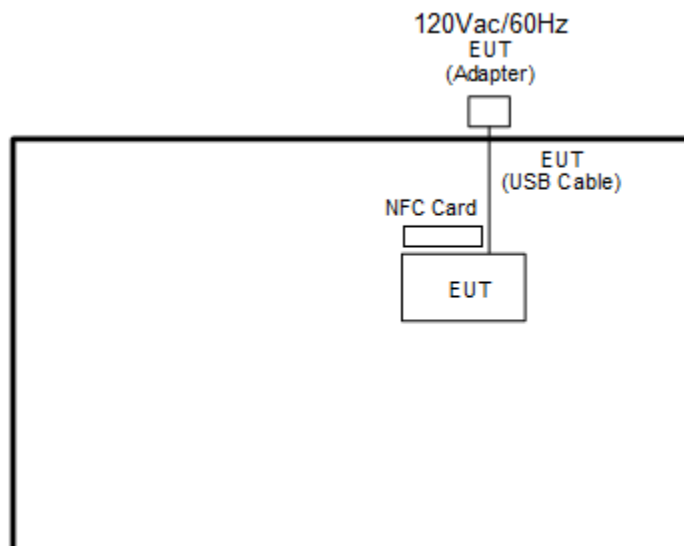 120Vac/60Hz
EUT
(Adapter)
EUT
(USB Cable)
NFC Card
EUT